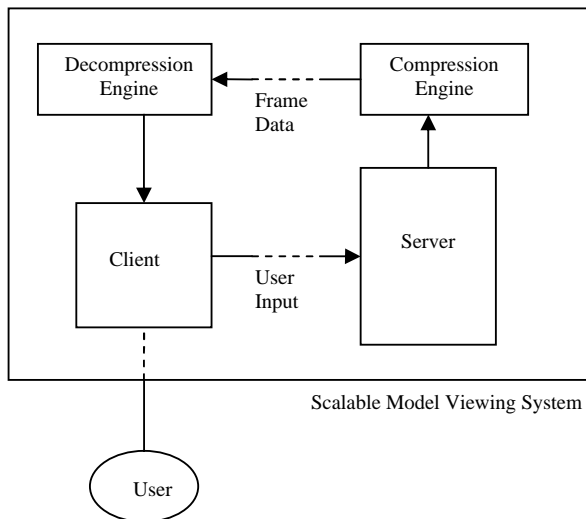 Decompression
Engine
Compression
Engine
Frame
Data
Client
Server
User
Input
Scalable Model Viewing System
User